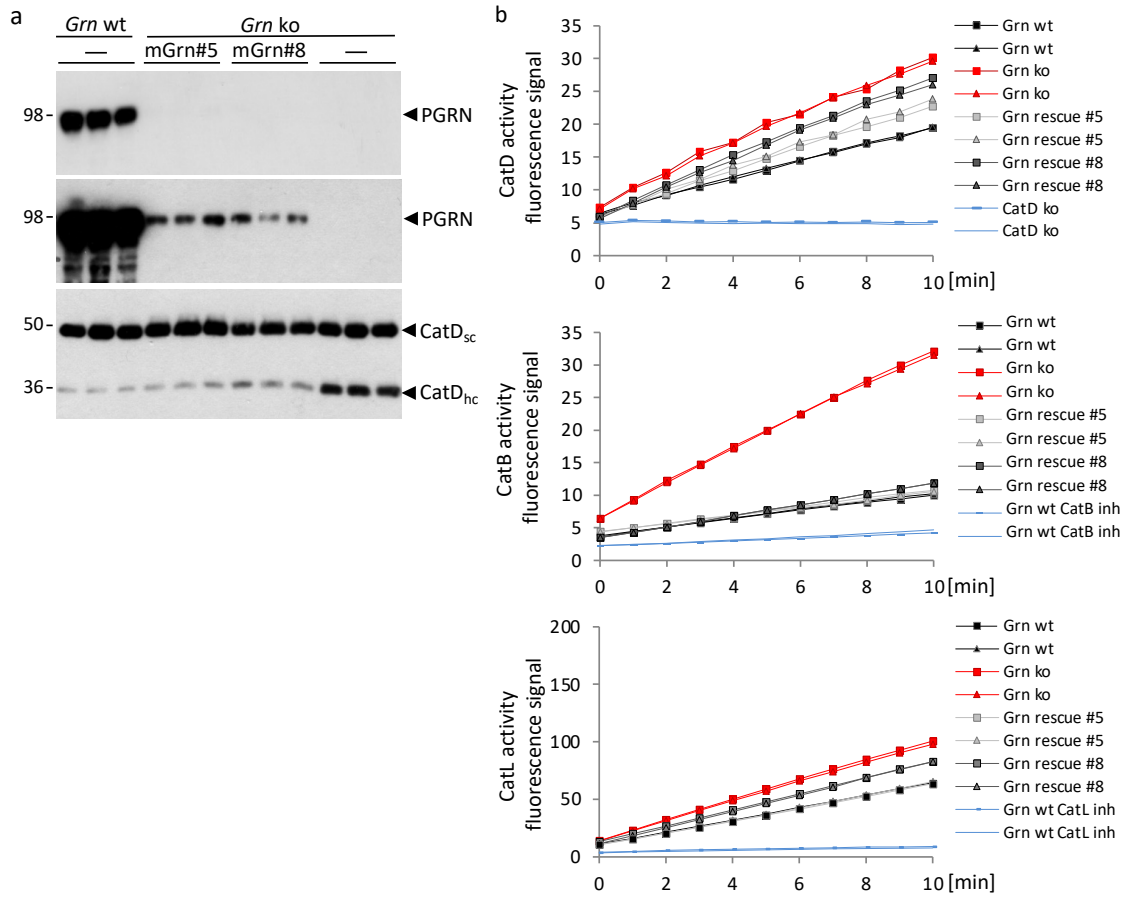 a
Grn wt
Grn ko
—
mGrn#5
mGrn#8
—
98-
PGRN
98-
PGRN
50-
CatDsc
36-
CatDhc
b
CatD activity
fluorescence signal
35
30
25
20
15
10
5
0
0 2 4 6 8 10 [min]
Grn wt
Grn wt
Grn ko
Grn ko
Grn rescue #5
Grn rescue #5
Grn rescue #8
Grn rescue #8
CatD ko
CatD ko
CatB activity
fluorescence signal
35
30
25
20
15
10
5
0
0 2 4 6 8 10 [min]
Grn wt
Grn wt
Grn ko
Grn ko
Grn rescue #5
Grn rescue #5
Grn rescue #8
Grn rescue #8
Grn wt CatB inh
Grn wt CatB inh
CatL activity
fluorescence signal
200
150
100
50
0
0 2 4 6 8 10 [min]
Grn wt
Grn wt
Grn ko
Grn ko
Grn rescue #5
Grn rescue #5
Grn rescue #8
Grn rescue #8
Grn wt CatL inh
Grn wt CatL inh